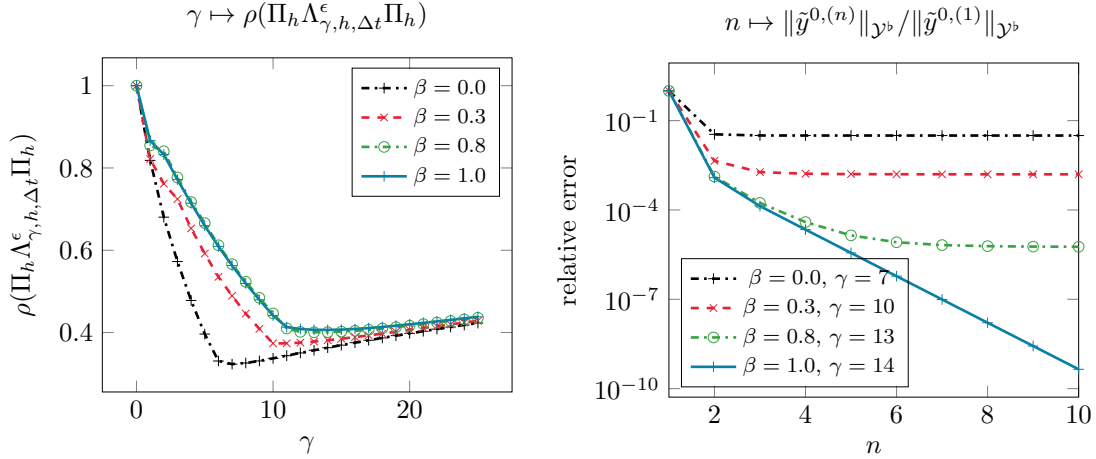 γ ↦ ρ(Π_h Λ^ϵ_{γ,h,Δt} Π_h)
ρ(Π_h Λ^ϵ_{γ,h,Δt} Π_h)
1
0.8
0.6
0.4
β = 0.0
β = 0.3
β = 0.8
β = 1.0
0 10 20
γ
n ↦ ‖ỹ^{0,(n)}‖_{𝒴^♭}/‖ỹ^{0,(1)}‖_{𝒴^♭}
relative error
10^{−1}
10^{−4}
10^{−7}
10^{−10}
β = 0.0, γ = 7
β = 0.3, γ = 10
β = 0.8, γ = 13
β = 1.0, γ = 14
2 4 6 8 10
n